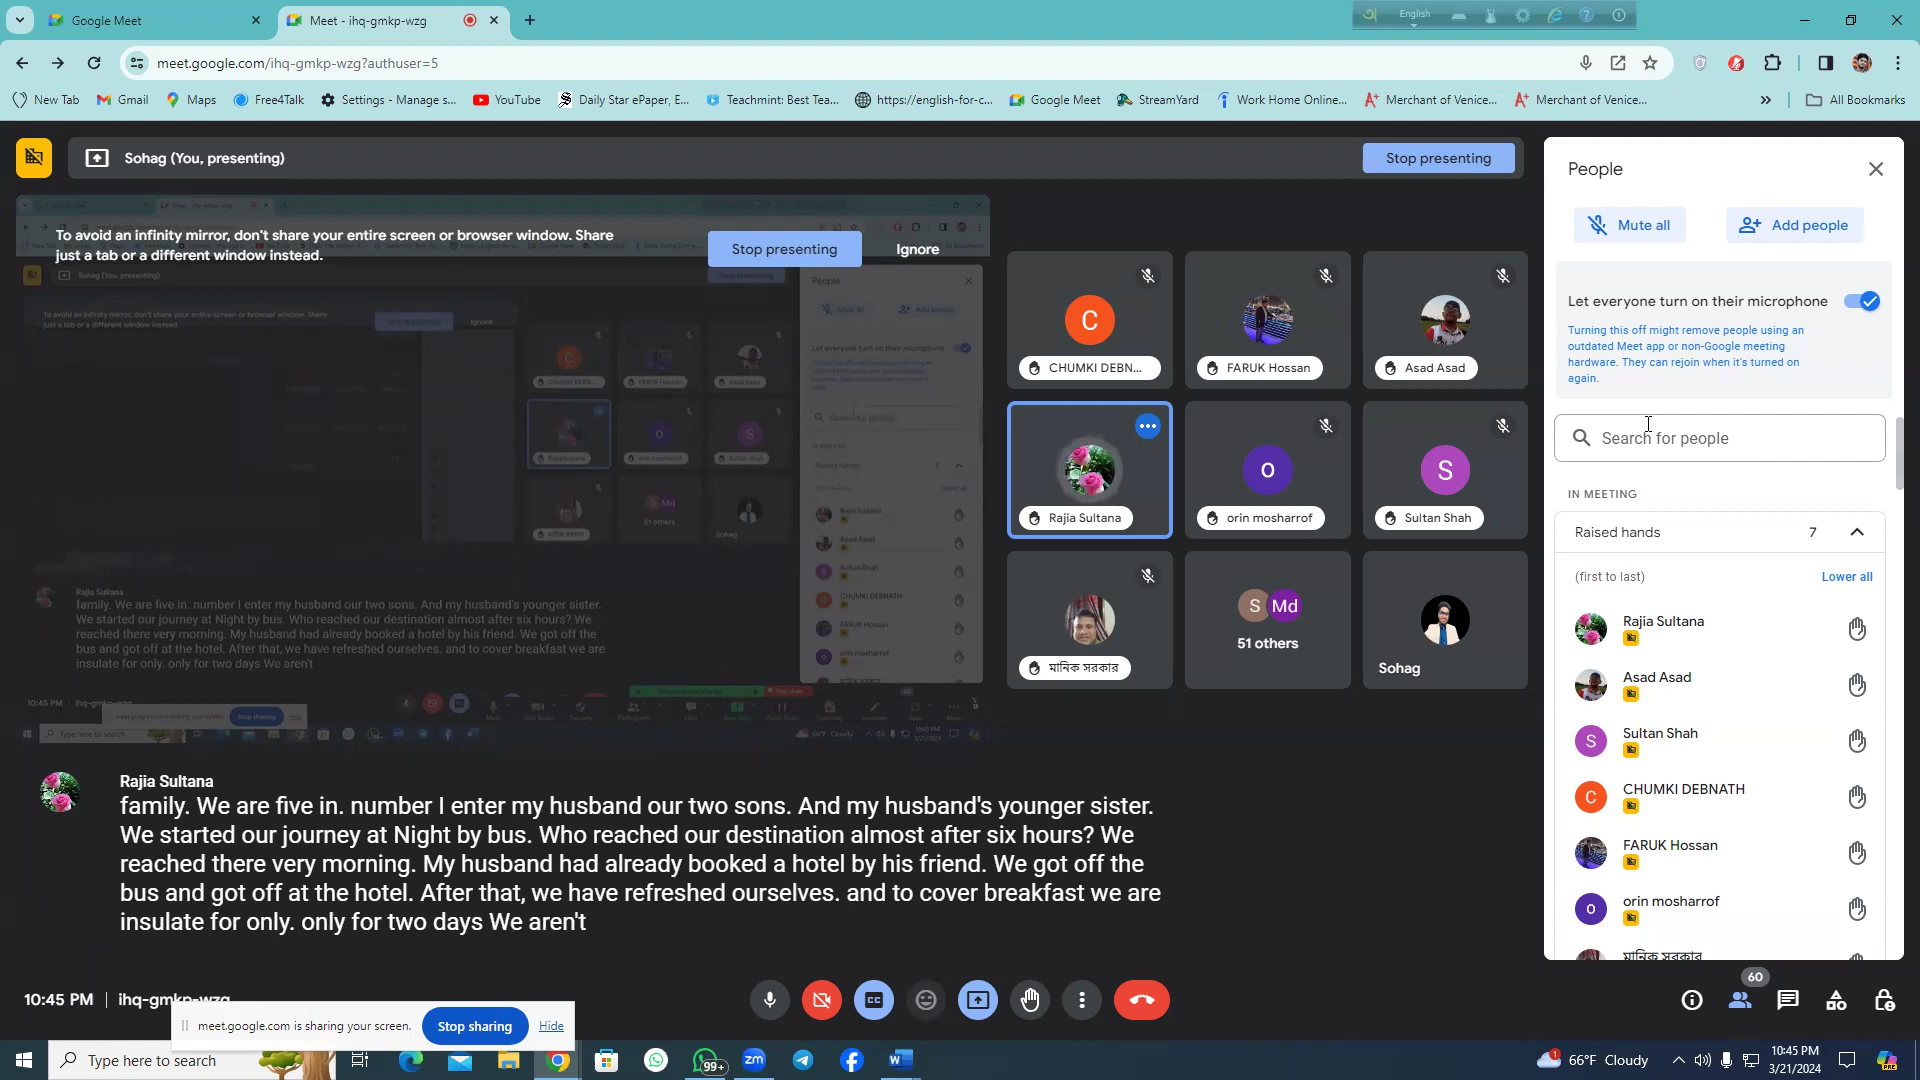 Google Meet
Meet - ihq-gmkp-wzg
English
meet.google.com/ihq-gmkp-wzg?authuser=5
New Tab
Gmail
Maps
Free4Talk
Settings - Manage s...
YouTube
Daily Star ePaper, E...
Teachmint: Best Tea...
https://english-for-c...
Google Meet
StreamYard
Work Home Online...
Merchant of Venice...
Merchant of Venice...
All Bookmarks
Sohag (You, presenting)
Stop presenting
To avoid an infinity mirror, don't share your entire screen or browser window. Share
just a tab or a different window instead.
Stop presenting
Ignore
CHUMKI DEBN...
FARUK Hossan
Asad Asad
Rajia Sultana
o
orin mosharrof
S
Sultan Shah
মানিক সরকার
S Md
51 others
Sohag
C
People
Mute all
Add people
Let everyone turn on their microphone
Turning this off might remove people using an
outdated Meet app or non-Google meeting
hardware. They can rejoin when it's turned on
again.
Search for people
IN MEETING
Raised hands 7
(first to last) Lower all
Rajia Sultana
Asad Asad
S Sultan Shah
C CHUMKI DEBNATH
FARUK Hossan
o orin mosharrof
মানিক সরকার
Rajia Sultana
family. We are five in. number I enter my husband our two sons. And my husband's younger sister.
We started our journey at Night by bus. Who reached our destination almost after six hours? We
reached there very morning. My husband had already booked a hotel by his friend. We got off the
bus and got off at the hotel. After that, we have refreshed ourselves. and to cover breakfast we are
insulate for only. only for two days We aren't
10:45 PM | ihq-gmkp-wzg
60
meet.google.com is sharing your screen.
Stop sharing
Hide
Type here to search
99+
zm
66°F Cloudy
10:45 PM
3/21/2024